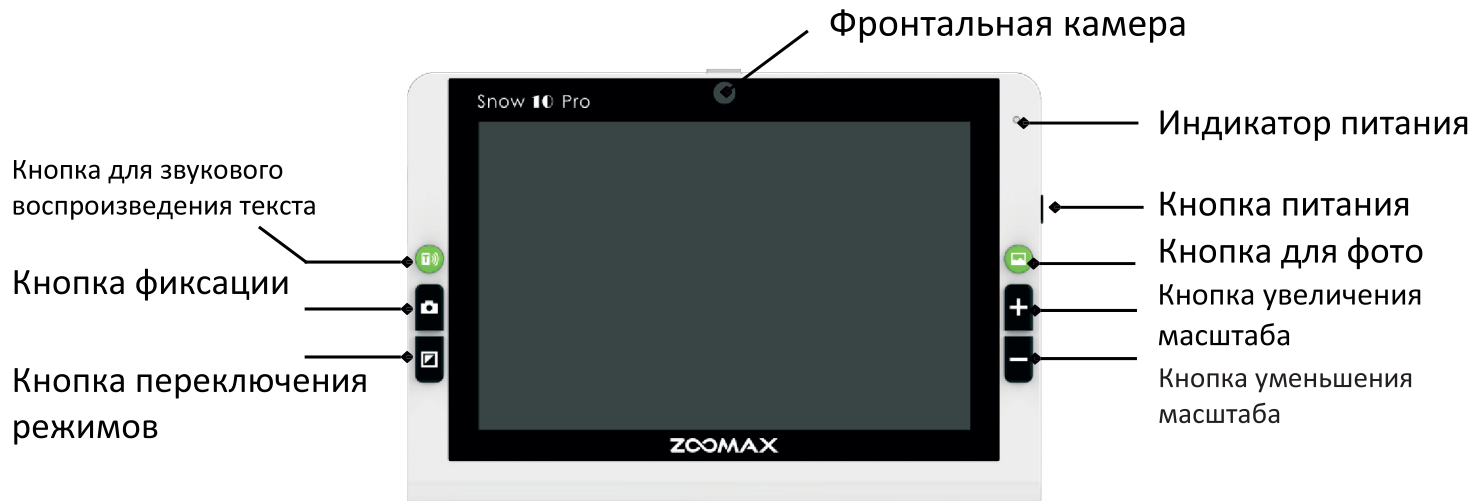 Фронтальная камера
Snow 10 Pro
Индикатор питания
Кнопка для звукового
воспроизведения текста
Кнопка питания
Кнопка для фото
Кнопка фиксации
Кнопка увеличения
масштаба
Кнопка переключения
режимов
Кнопка уменьшения
масштаба
T
ZOOMAX